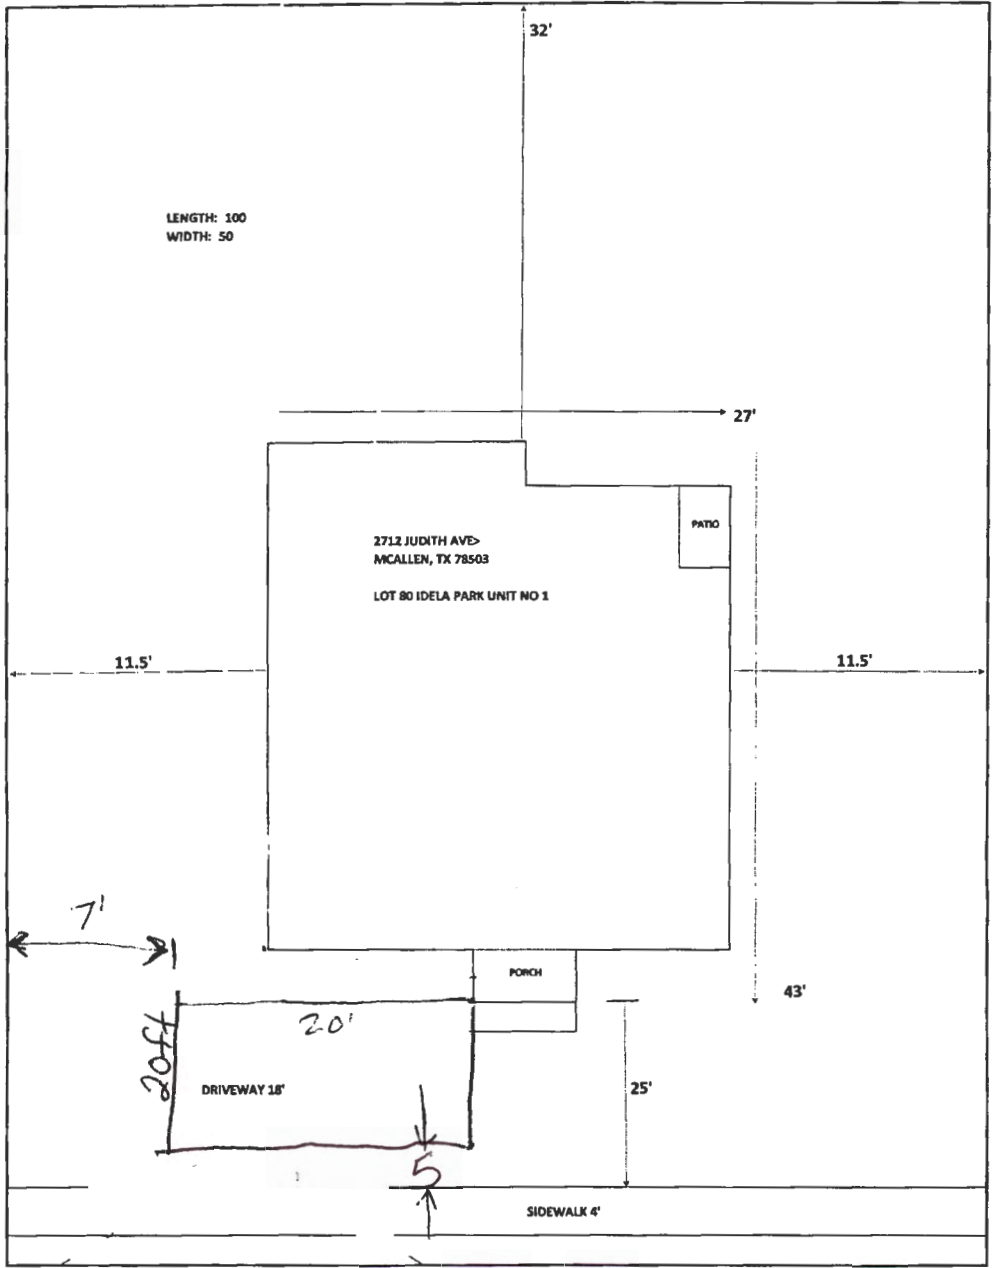 32'
LENGTH: 100
WIDTH: 50
27'
PATIO
2712 JUDITH AVE>
MCALLEN, TX 78503
LOT 80 IDELA PARK UNIT NO 1
11.5'
11.5'
7'
PORCH
43'
20'
20ft
DRIVEWAY 18'
25'
5
SIDEWALK 4'